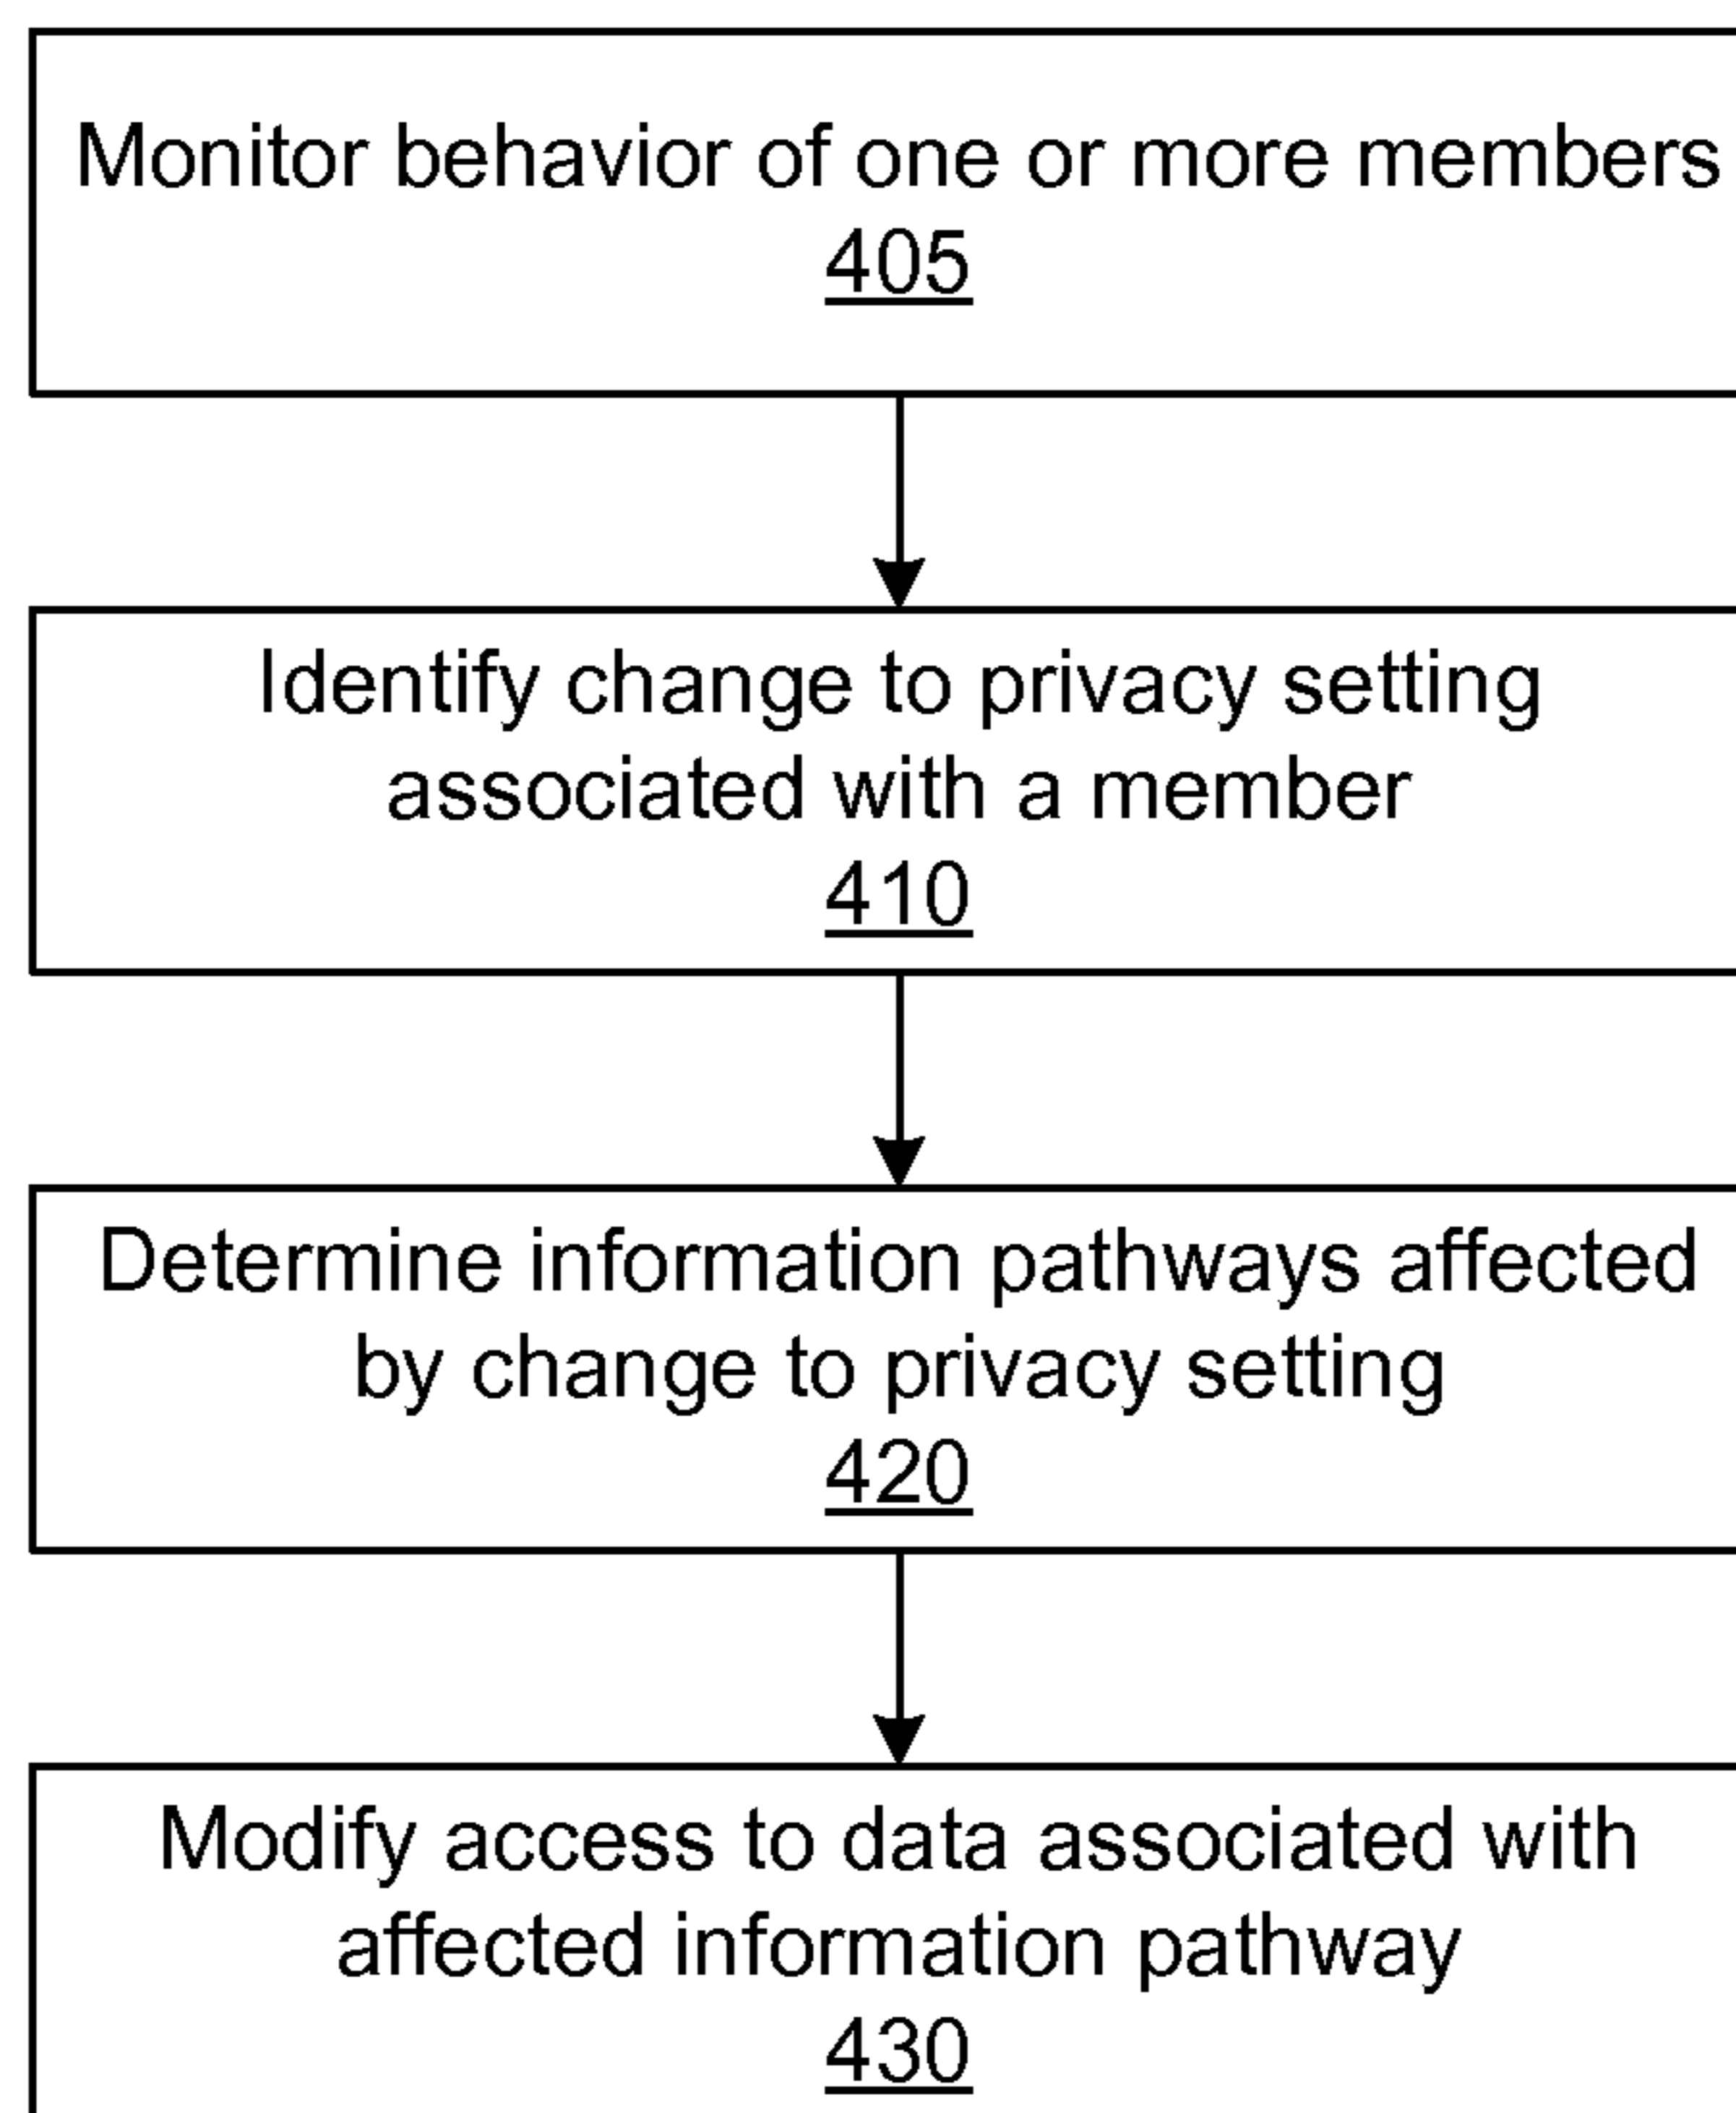 Monitor behavior of one or more members
405
Identify change to privacy setting
associated with a member
410
Determine information pathways affected
by change to privacy setting
420
Modify access to data associated with
affected information pathway
430